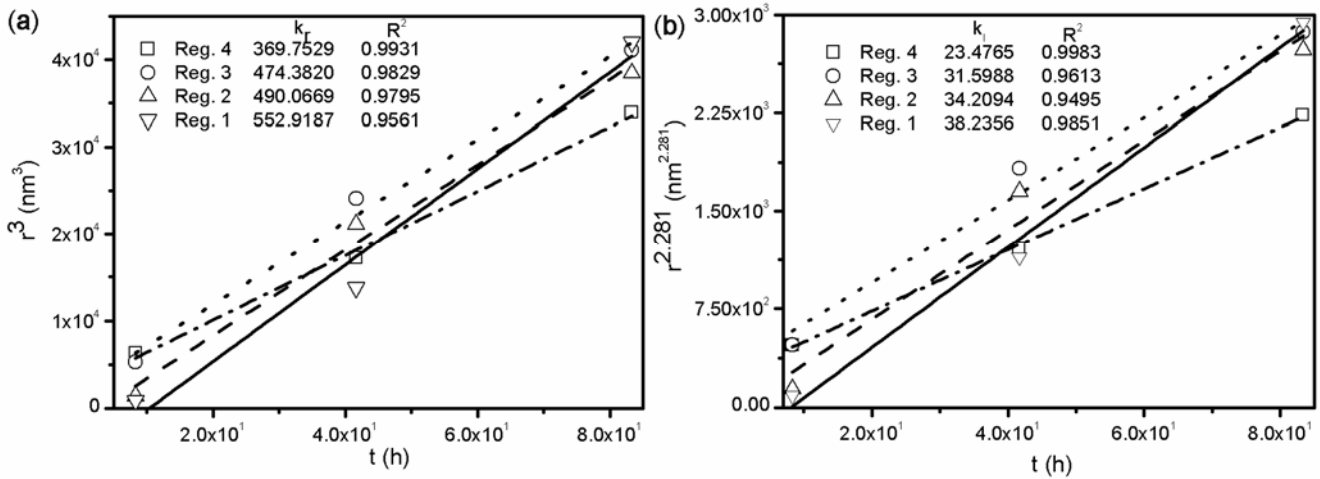 (a)
k_r R²
Reg. 4 369.7529 0.9931
Reg. 3 474.3820 0.9829
Reg. 2 490.0669 0.9795
Reg. 1 552.9187 0.9561
4x10⁴
3x10⁴
2x10⁴
1x10⁴
0
r³ (nm³)
2.0x10¹ 4.0x10¹ 6.0x10¹ 8.0x10¹
t (h)
(b)
k_l R²
Reg. 4 23.4765 0.9983
Reg. 3 31.5988 0.9613
Reg. 2 34.2094 0.9495
Reg. 1 38.2356 0.9851
3.00x10³
2.25x10³
1.50x10³
7.50x10²
0.00
r^2.281 (nm^2.281)
2.0x10¹ 4.0x10¹ 6.0x10¹ 8.0x10¹
t (h)